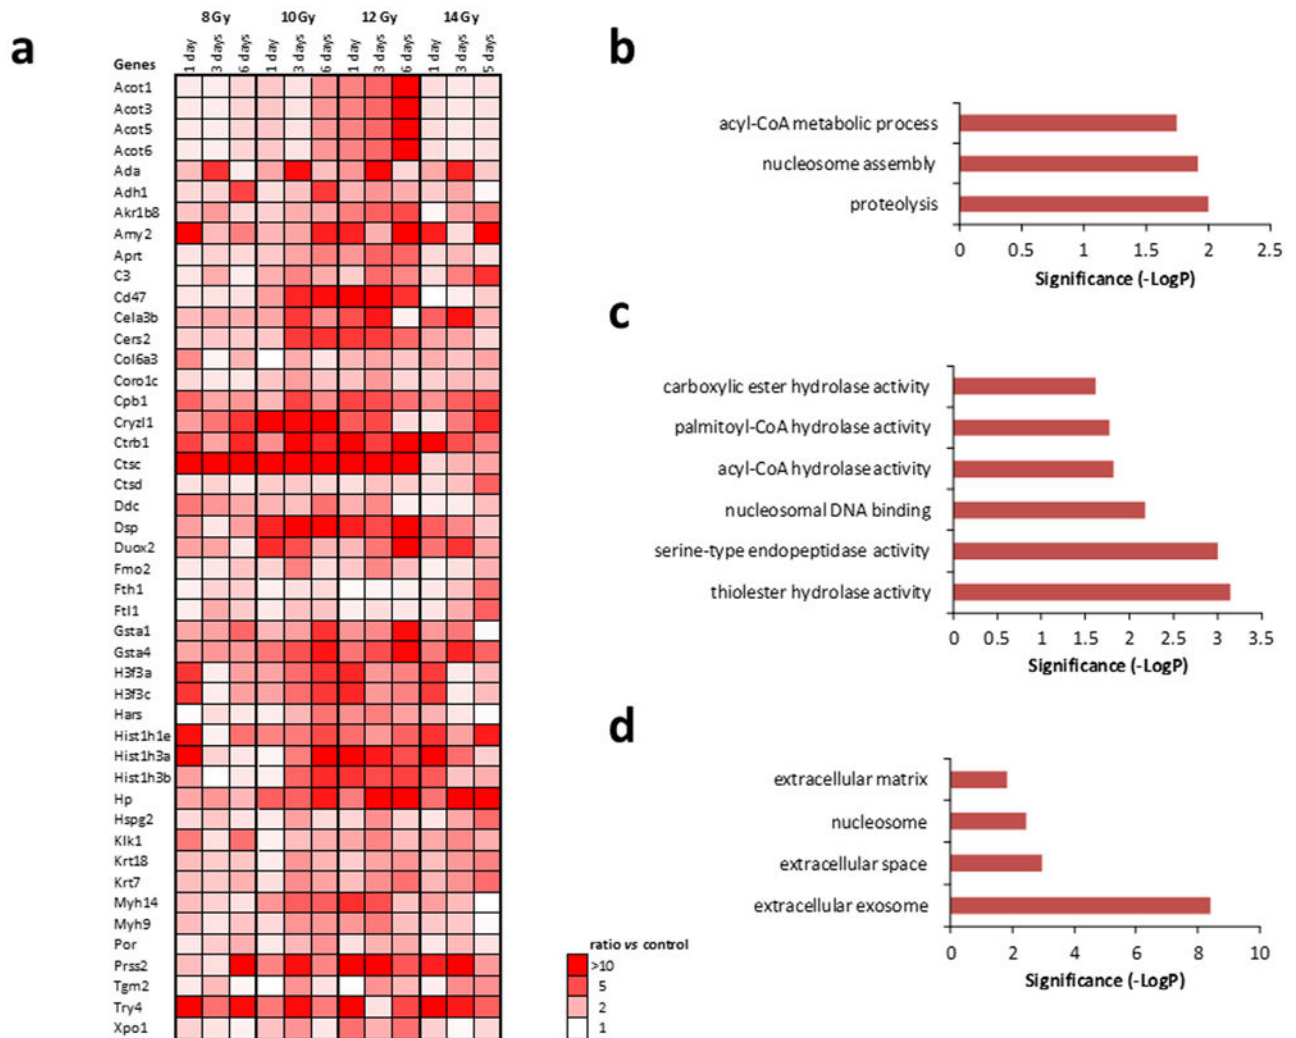 a
8 Gy 10 Gy 12 Gy 14 Gy
Genes 1 day 3 days 6 days 1 day 3 days 6 days 1 day 3 days 6 days 1 day 3 days 5 days
Acot1
Acot3
Acot5
Acot6
Ada
Adh1
Akr1b8
Amy2
Aprt
C3
Cd47
Cela3b
Cers2
Col6a3
Coro1c
Cpb1
Cryzl1
Ctrb1
Ctsc
Ctsd
Ddc
Dsp
Duox2
Fmo2
Fth1
Ftl1
Gsta1
Gsta4
H3f3a
H3f3c
Hars
Hist1h1e
Hist1h3a
Hist1h3b
Hp
Hspg2
Klk1
Krt18
Krt7
Myh14
Myh9
Por
Prss2
Tgm2
Try4
Xpo1
ratio vs control
>10
5
2
1
b
acyl-CoA metabolic process
nucleosome assembly
proteolysis
0 0.5 1 1.5 2 2.5
Significance (-LogP)
c
carboxylic ester hydrolase activity
palmitoyl-CoA hydrolase activity
acyl-CoA hydrolase activity
nucleosomal DNA binding
serine-type endopeptidase activity
thiolester hydrolase activity
0 0.5 1 1.5 2 2.5 3 3.5
Significance (-LogP)
d
extracellular matrix
nucleosome
extracellular space
extracellular exosome
0 2 4 6 8 10
Significance (-LogP)